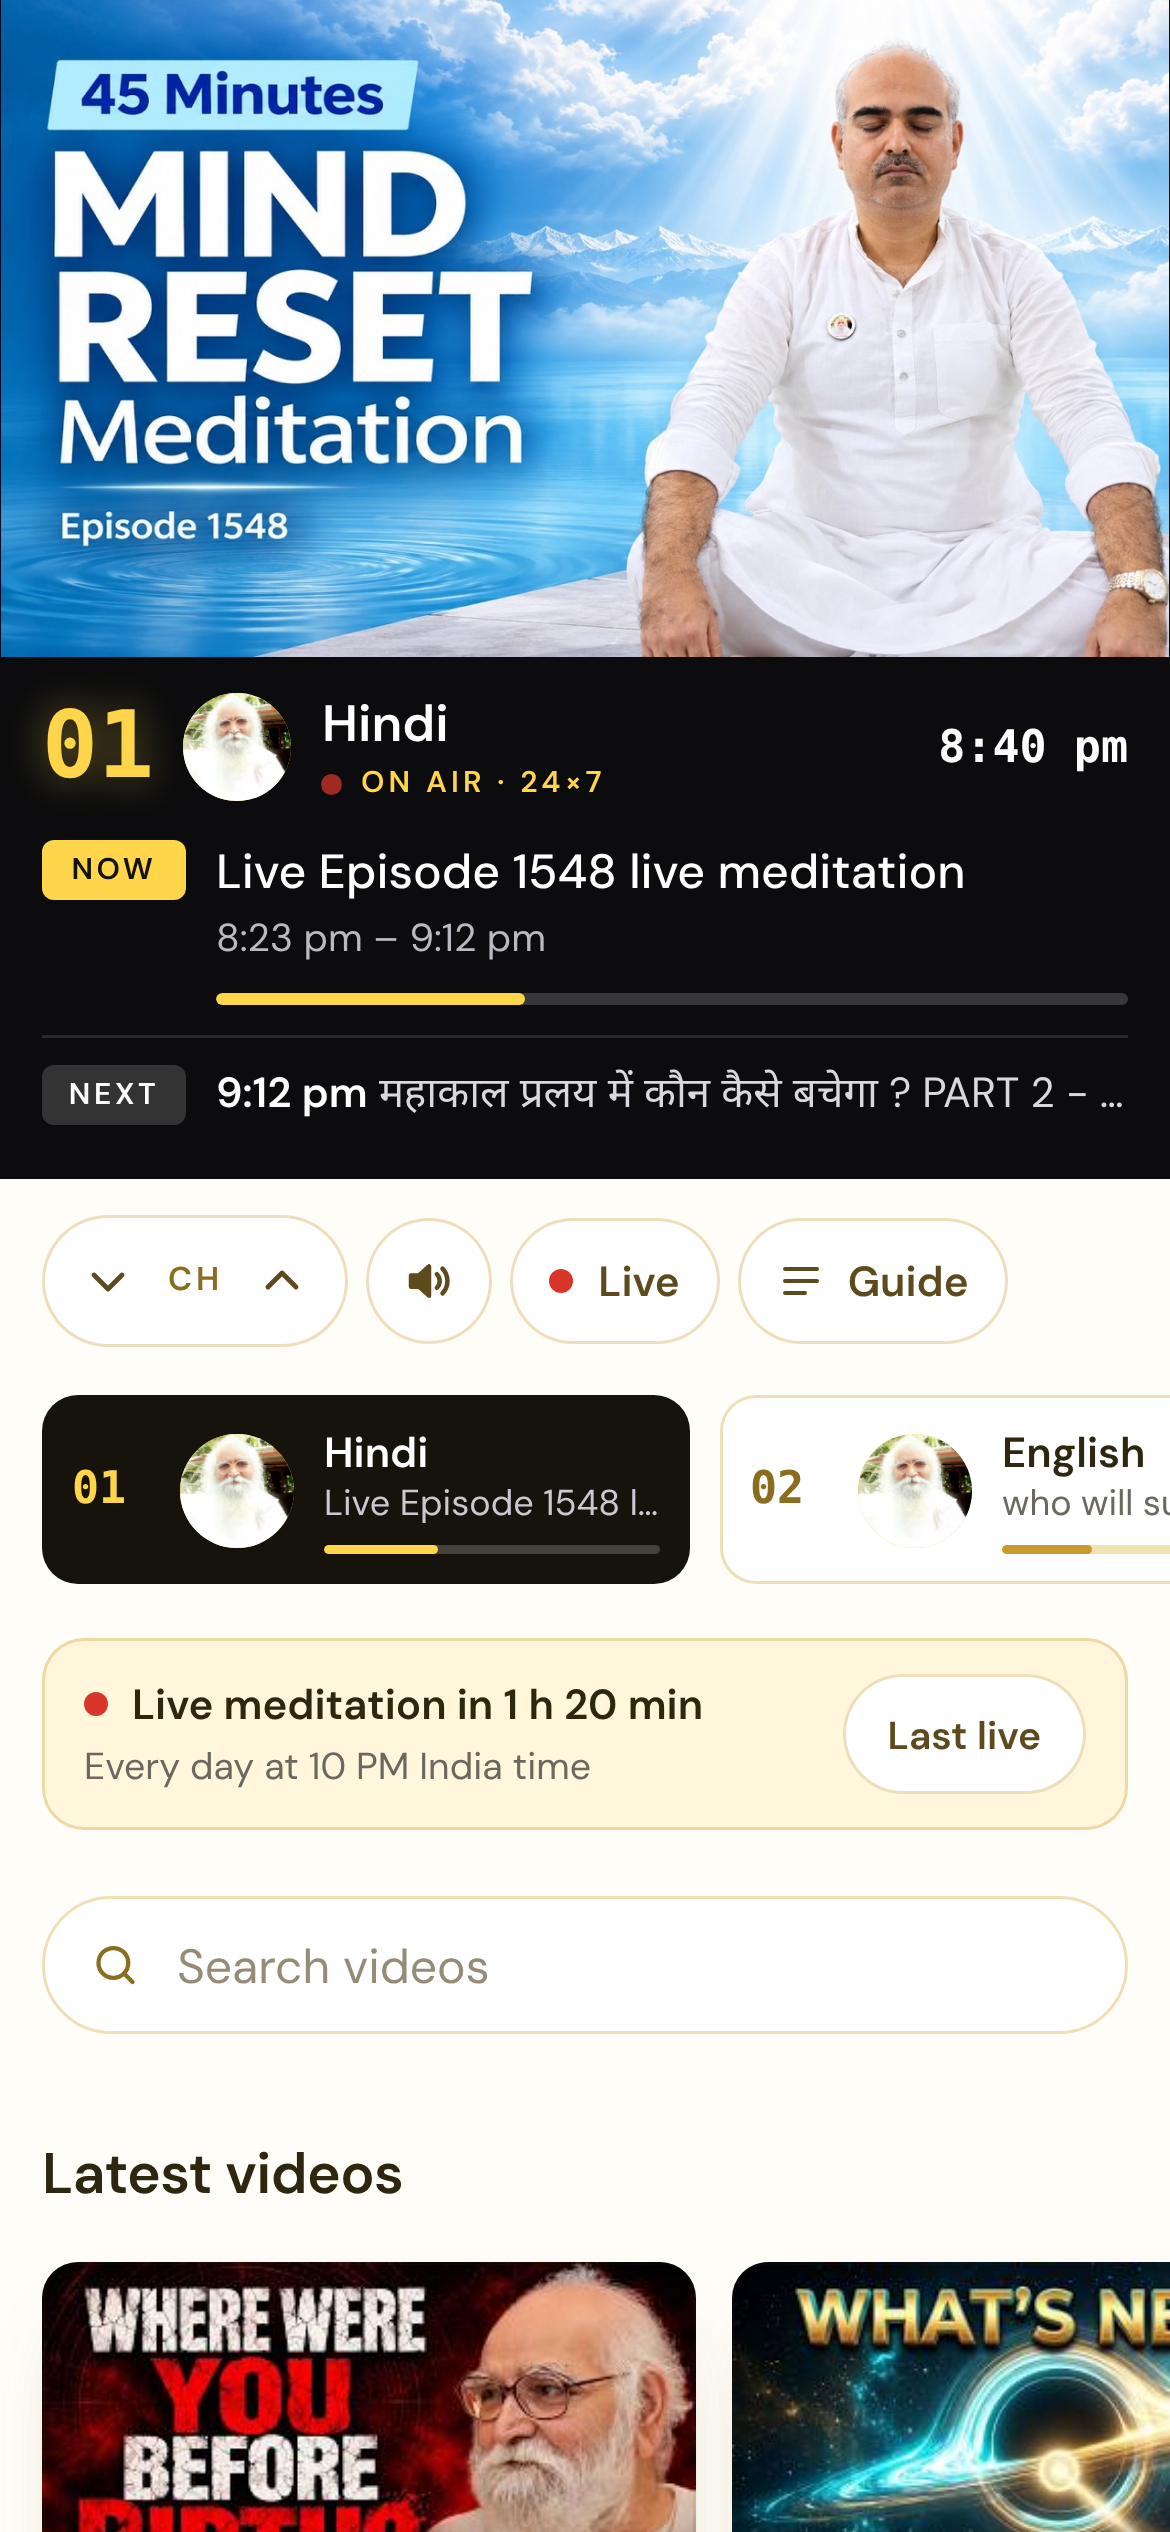 45 Minutes
MIND
RESET
Meditation
Episode 1548
01
Hindi
8:40 pm
ON AIR · 24×7
NOW
Live Episode 1548 live meditation
8:23 pm – 9:12 pm
NEXT
9:12 pm महाकाल प्रलय में कौन कैसे बचेगा ? PART 2 - ...
CH
Live
Guide
01
Hindi
Live Episode 1548 l...
02
English
who will su
Live meditation in 1 h 20 min
Every day at 10 PM India time
Last live
Search videos
Latest videos
WHERE WERE
YOU
BEFORE
WHAT'S NE